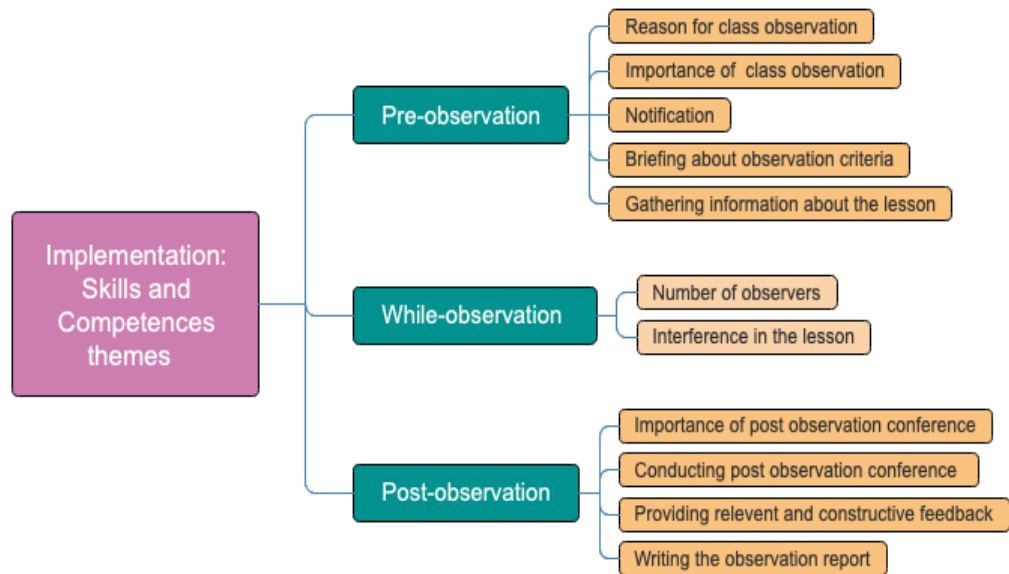 Implementation:
Skills and
Competences
themes
Pre-observation
Reason for class observation
Importance of class observation
Notification
Briefing about observation criteria
Gathering information about the lesson
While-observation
Number of observers
Interference in the lesson
Post-observation
Importance of post observation conference
Conducting post observation conference
Providing relevent and constructive feedback
Writing the observation report